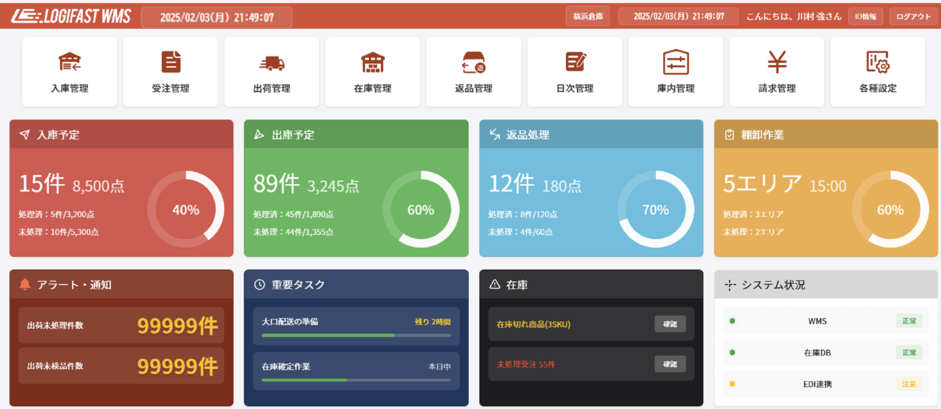 LOGIFAST WMS
2025/02/03(月) 21:49:07
横浜倉庫
2025/02/03(月) 21:49:07
こんにちは、川村 強さん
ID情報
ログアウト
入庫管理
受注管理
出荷管理
在庫管理
返
返品管理
日次管理
庫内管理
請求管理
各種設定
入庫予定
15件 8,500点
処理済：5件/3,200点
未処理：10件/5,300点
40%
出庫予定
89件 3,245点
処理済：45件/1,890点
未処理：44件/1,355点
60%
返品処理
12件 180点
処理済：8件/120点
未処理：4件/60点
70%
棚卸作業
5エリア 15:00
処理済：3エリア
未処理：2エリア
60%
アラート・通知
出荷未処理件数 99999件
出荷未検品件数 99999件
重要タスク
大口配送の準備 残り 2時間
在庫確定作業 本日中
在庫
在庫切れ商品(3SKU) 確認
未処理受注 55件 確認
システム状況
WMS 正常
在庫DB 正常
EDI連携 注意